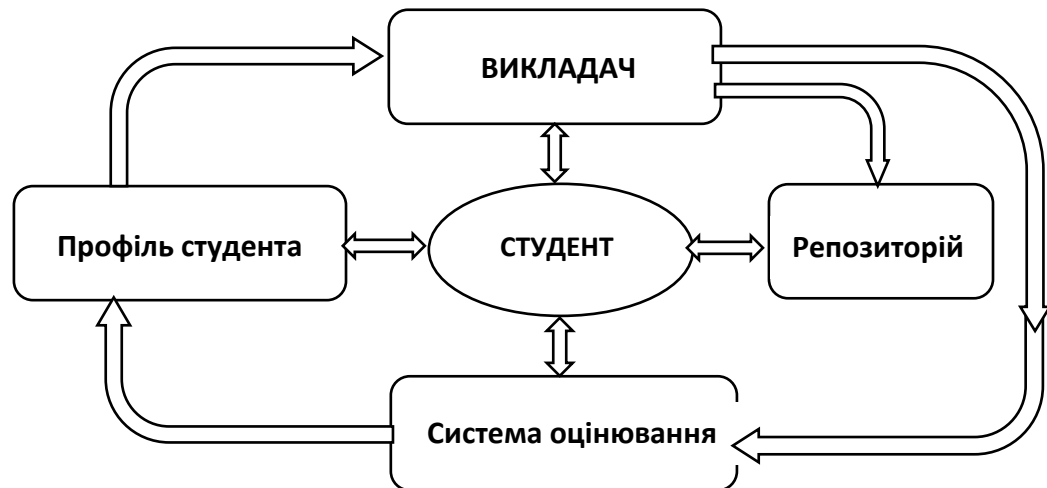 ВИКЛАДАЧ
Профіль студента
СТУДЕНТ
Репозиторій
Система оцінювання